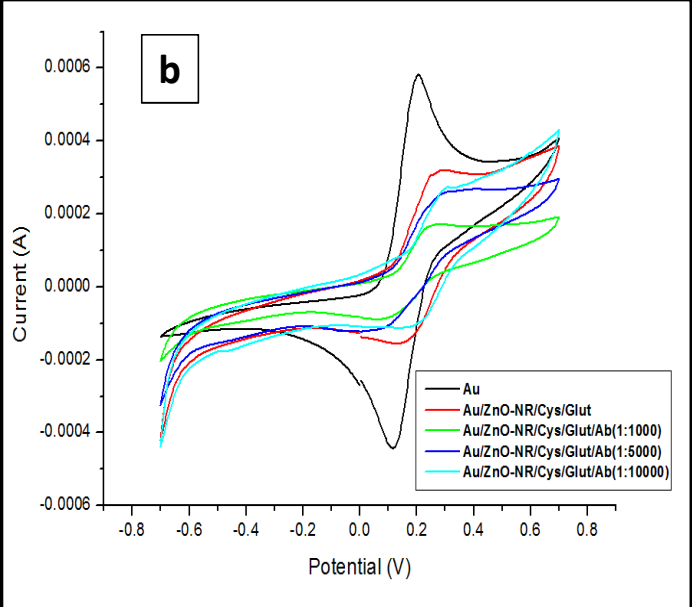 b
0.0006
0.0004
0.0002
0.0000
-0.0002
-0.0004
-0.0006
Current (A)
-0.8 -0.6 -0.4 -0.2 0.0 0.2 0.4 0.6 0.8
Potential (V)
Au
Au/ZnO-NR/Cys/Glut
Au/ZnO-NR/Cys/Glut/Ab(1:1000)
Au/ZnO-NR/Cys/Glut/Ab(1:5000)
Au/ZnO-NR/Cys/Glut/Ab(1:10000)